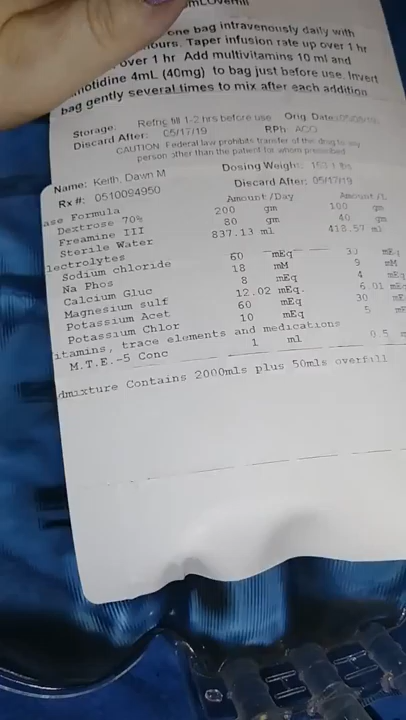 one bag intravenously daily with
hours. Taper infusion rate up over 1 hr
over 1 hr Add multivitamins 10 ml and
motidine 4mL (40mg) to bag just before use. Invert
bag gently several times to mix after each addition
Storage: Refrig till 1-2 hrs before use Orig. Date:
Discard After: 05/17/19 RPh: ACO
CAUTION: Federal law prohibits transfer of the drug to any
person other than the patient for whom prescribed
Name: Keith, Dawn M Dosing Weight: 163.1 lbs
Rx #: 0510094950 Discard After: 05/17/19
ase Formula Amount /Day Amount /L
Dextrose 70% 200 gm 100 gm
Freamine III 80 gm 40 gm
Sterile Water 837.13 ml 418.57 ml
lectrolytes
Sodium chloride 60 mEq 30 mEq
Na Phos 18 mM 9 mM
Calcium Gluc 8 mEq 4 mEq
Magnesium sulf 12.02 mEq. 6.01 mEq
Potassium Acet 60 mEq 30 mE
Potassium Chlor 10 mEq 5 mE
itamins, trace elements and medications
M.T.E.-5 Conc 1 ml 0.5 m
dmixture Contains 2000mls plus 50mls overfill